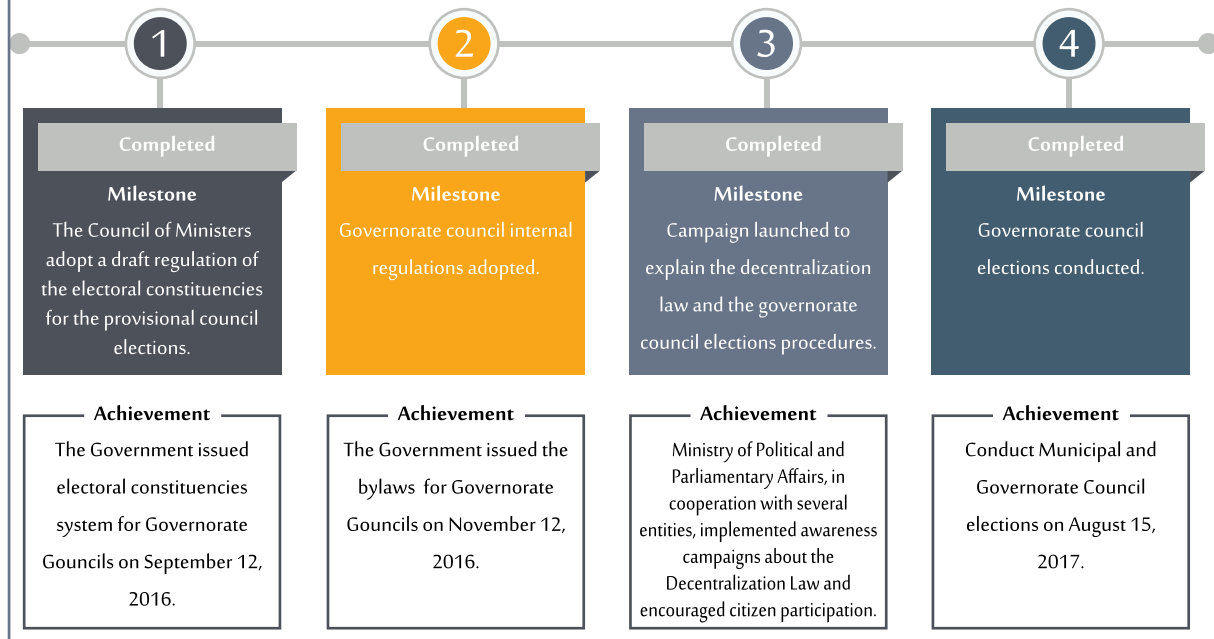 1
Completed
Milestone
The Council of Ministers
adopt a draft regulation of
the electoral constituencies
for the provisional council
elections.
Achievement
The Government issued
electoral constituencies
system for Governorate
Gouncils on September 12,
2016.
2
Completed
Milestone
Governorate council internal
regulations adopted.
Achievement
The Government issued the
bylaws for Governorate
Gouncils on November 12,
2016.
3
Completed
Milestone
Campaign launched to
explain the decentralization
law and the governorate
council elections procedures.
Achievement
Ministry of Political and
Parliamentary Affairs, in
cooperation with several
entities, implemented awareness
campaigns about the
Decentralization Law and
encouraged citizen participation.
4
Completed
Milestone
Governorate council
elections conducted.
Achievement
Conduct Municipal and
Governorate Council
elections on August 15,
2017.